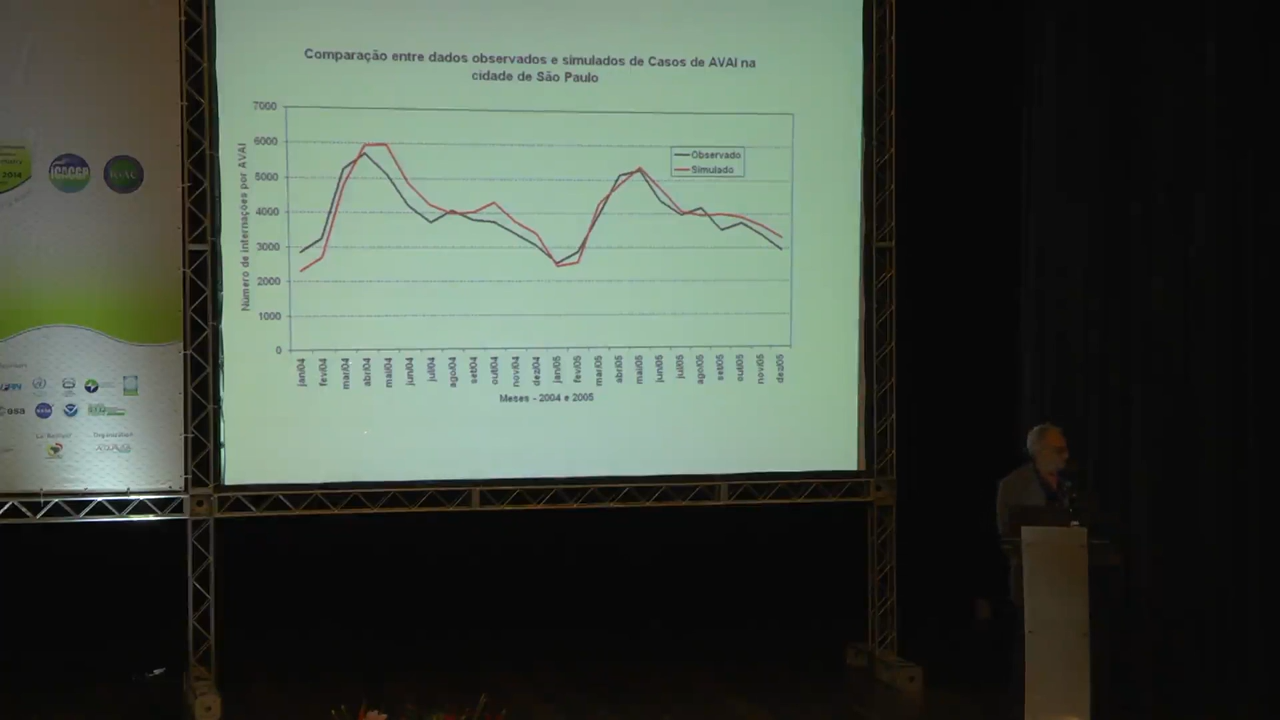 Comparação entre dados observados e simulados de Casos de AVAI na
cidade de São Paulo
Número de internações por AVAI
7000
6000
5000
4000
3000
2000
1000
0
Observado
Simulado
jan/04
fev/04
mar/04
abri/04
mai/04
jun/04
jul/04
ago/04
set/04
out/04
nov/04
dez/04
jan/05
fev/05
mar/05
abri/05
mai/05
jun/05
jul/05
ago/05
set/05
out/05
nov/05
dez/05
Meses - 2004 e 2005
2014
esa